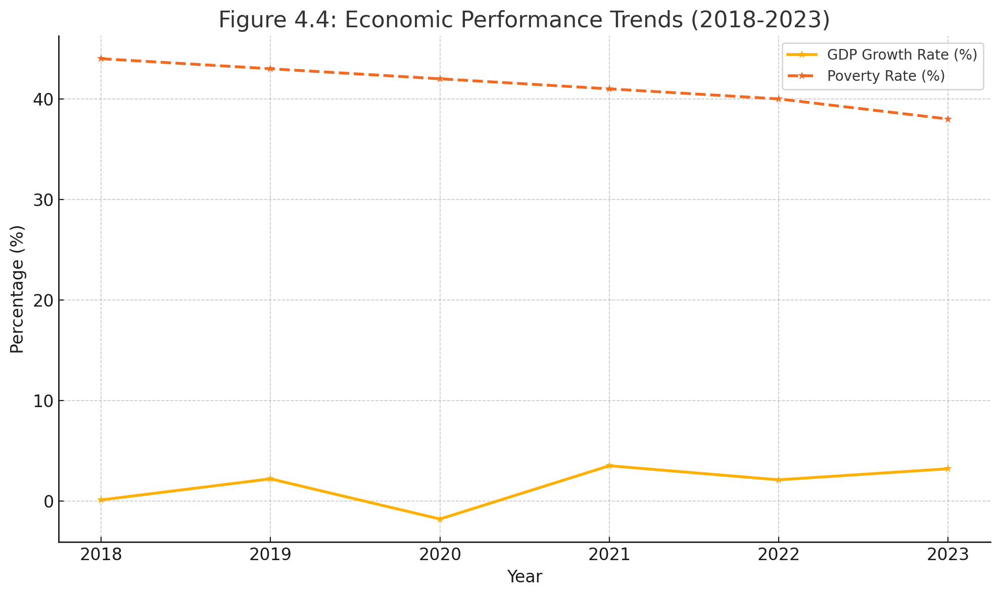 Figure 4.4: Economic Performance Trends (2018-2023)
GDP Growth Rate (%)
Poverty Rate (%)
Percentage (%)
40
30
20
10
0
2018 2019 2020 2021 2022 2023
Year